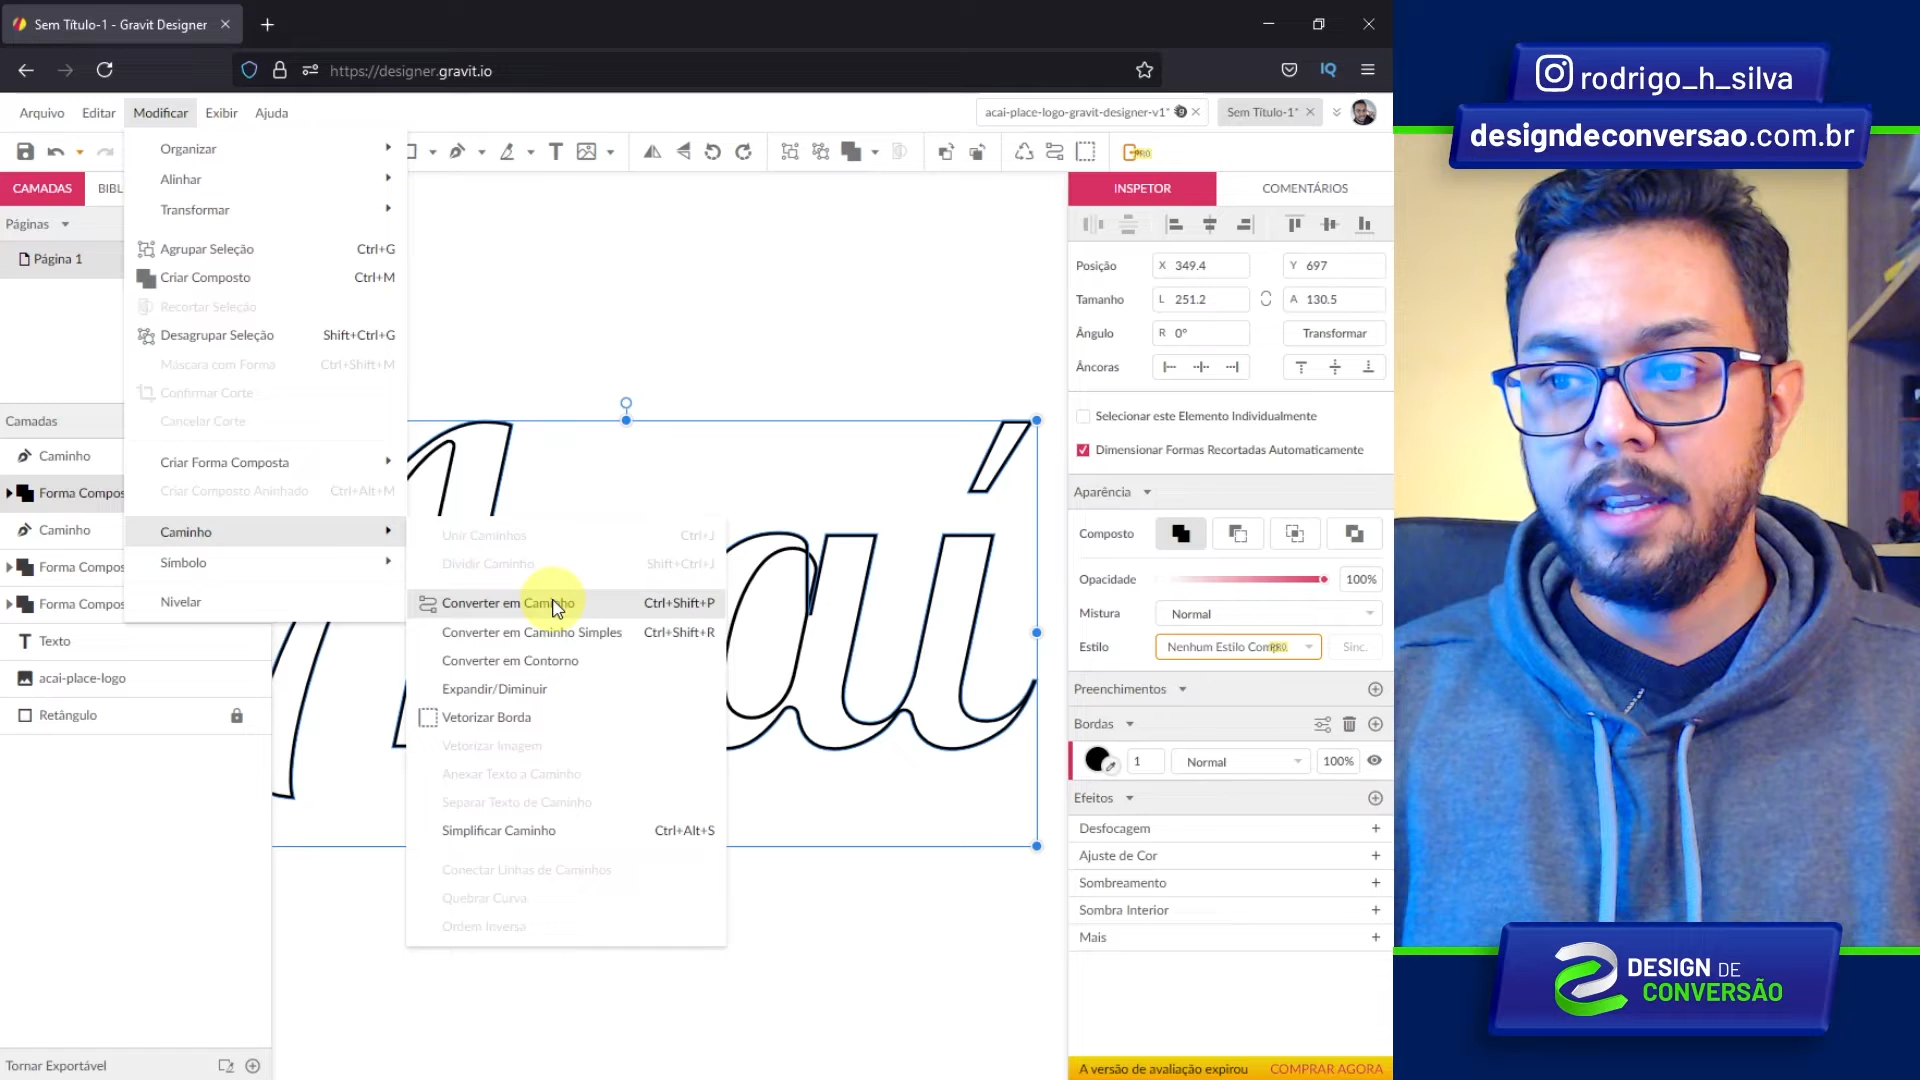 Sem Título-1 - Gravit Designer
https://designer.gravit.io
IQ
Arquivo Editar Modificar Exibir Ajuda
acai-place-logo-gravit-designer-v1*
Sem Título-1*
PRO
CAMADAS
BIBL
Páginas
Página 1
Camadas
Caminho
Forma Compos
Caminho
Forma Compos
Forma Compos
Texto
acai-place-logo
Retângulo
Tornar Exportável
Organizar
Alinhar
Transformar
Agrupar Seleção Ctrl+G
Criar Composto Ctrl+M
Recortar Seleção
Desagrupar Seleção Shift+Ctrl+G
Máscara com Forma Ctrl+Shift+M
Confirmar Corte
Cancelar Corte
Criar Forma Composta
Criar Composto Aninhado Ctrl+Alt+M
Caminho
Símbolo
Nivelar
Unir Caminhos Ctrl+J
Dividir Caminho Shift+Ctrl+J
Converter em Caminho Ctrl+Shift+P
Converter em Caminho Simples Ctrl+Shift+R
Converter em Contorno
Expandir/Diminuir
Vetorizar Borda
Vetorizar Imagem
Anexar Texto a Caminho
Separar Texto de Caminho
Simplificar Caminho Ctrl+Alt+S
Conectar Linhas de Caminhos
Quebrar Curva
Ordem Inversa
INSPETOR COMENTÁRIOS
Posição X 349.4 Y 697
Tamanho L 251.2 A 130.5
Ângulo R 0° Transformar
Âncoras
Selecionar este Elemento Individualmente
Dimensionar Formas Recortadas Automaticamente
Aparência
Composto
Opacidade 100%
Mistura Normal
Estilo Nenhum Estilo Com PRO Sinc.
Preenchimentos
Bordas
1 Normal 100%
Efeitos
Desfocagem
Ajuste de Cor
Sombreamento
Sombra Interior
Mais
A versão de avaliação expirou COMPRAR AGORA
rodrigo_h_silva
designdeconversao.com.br
DESIGN DE
CONVERSÃO